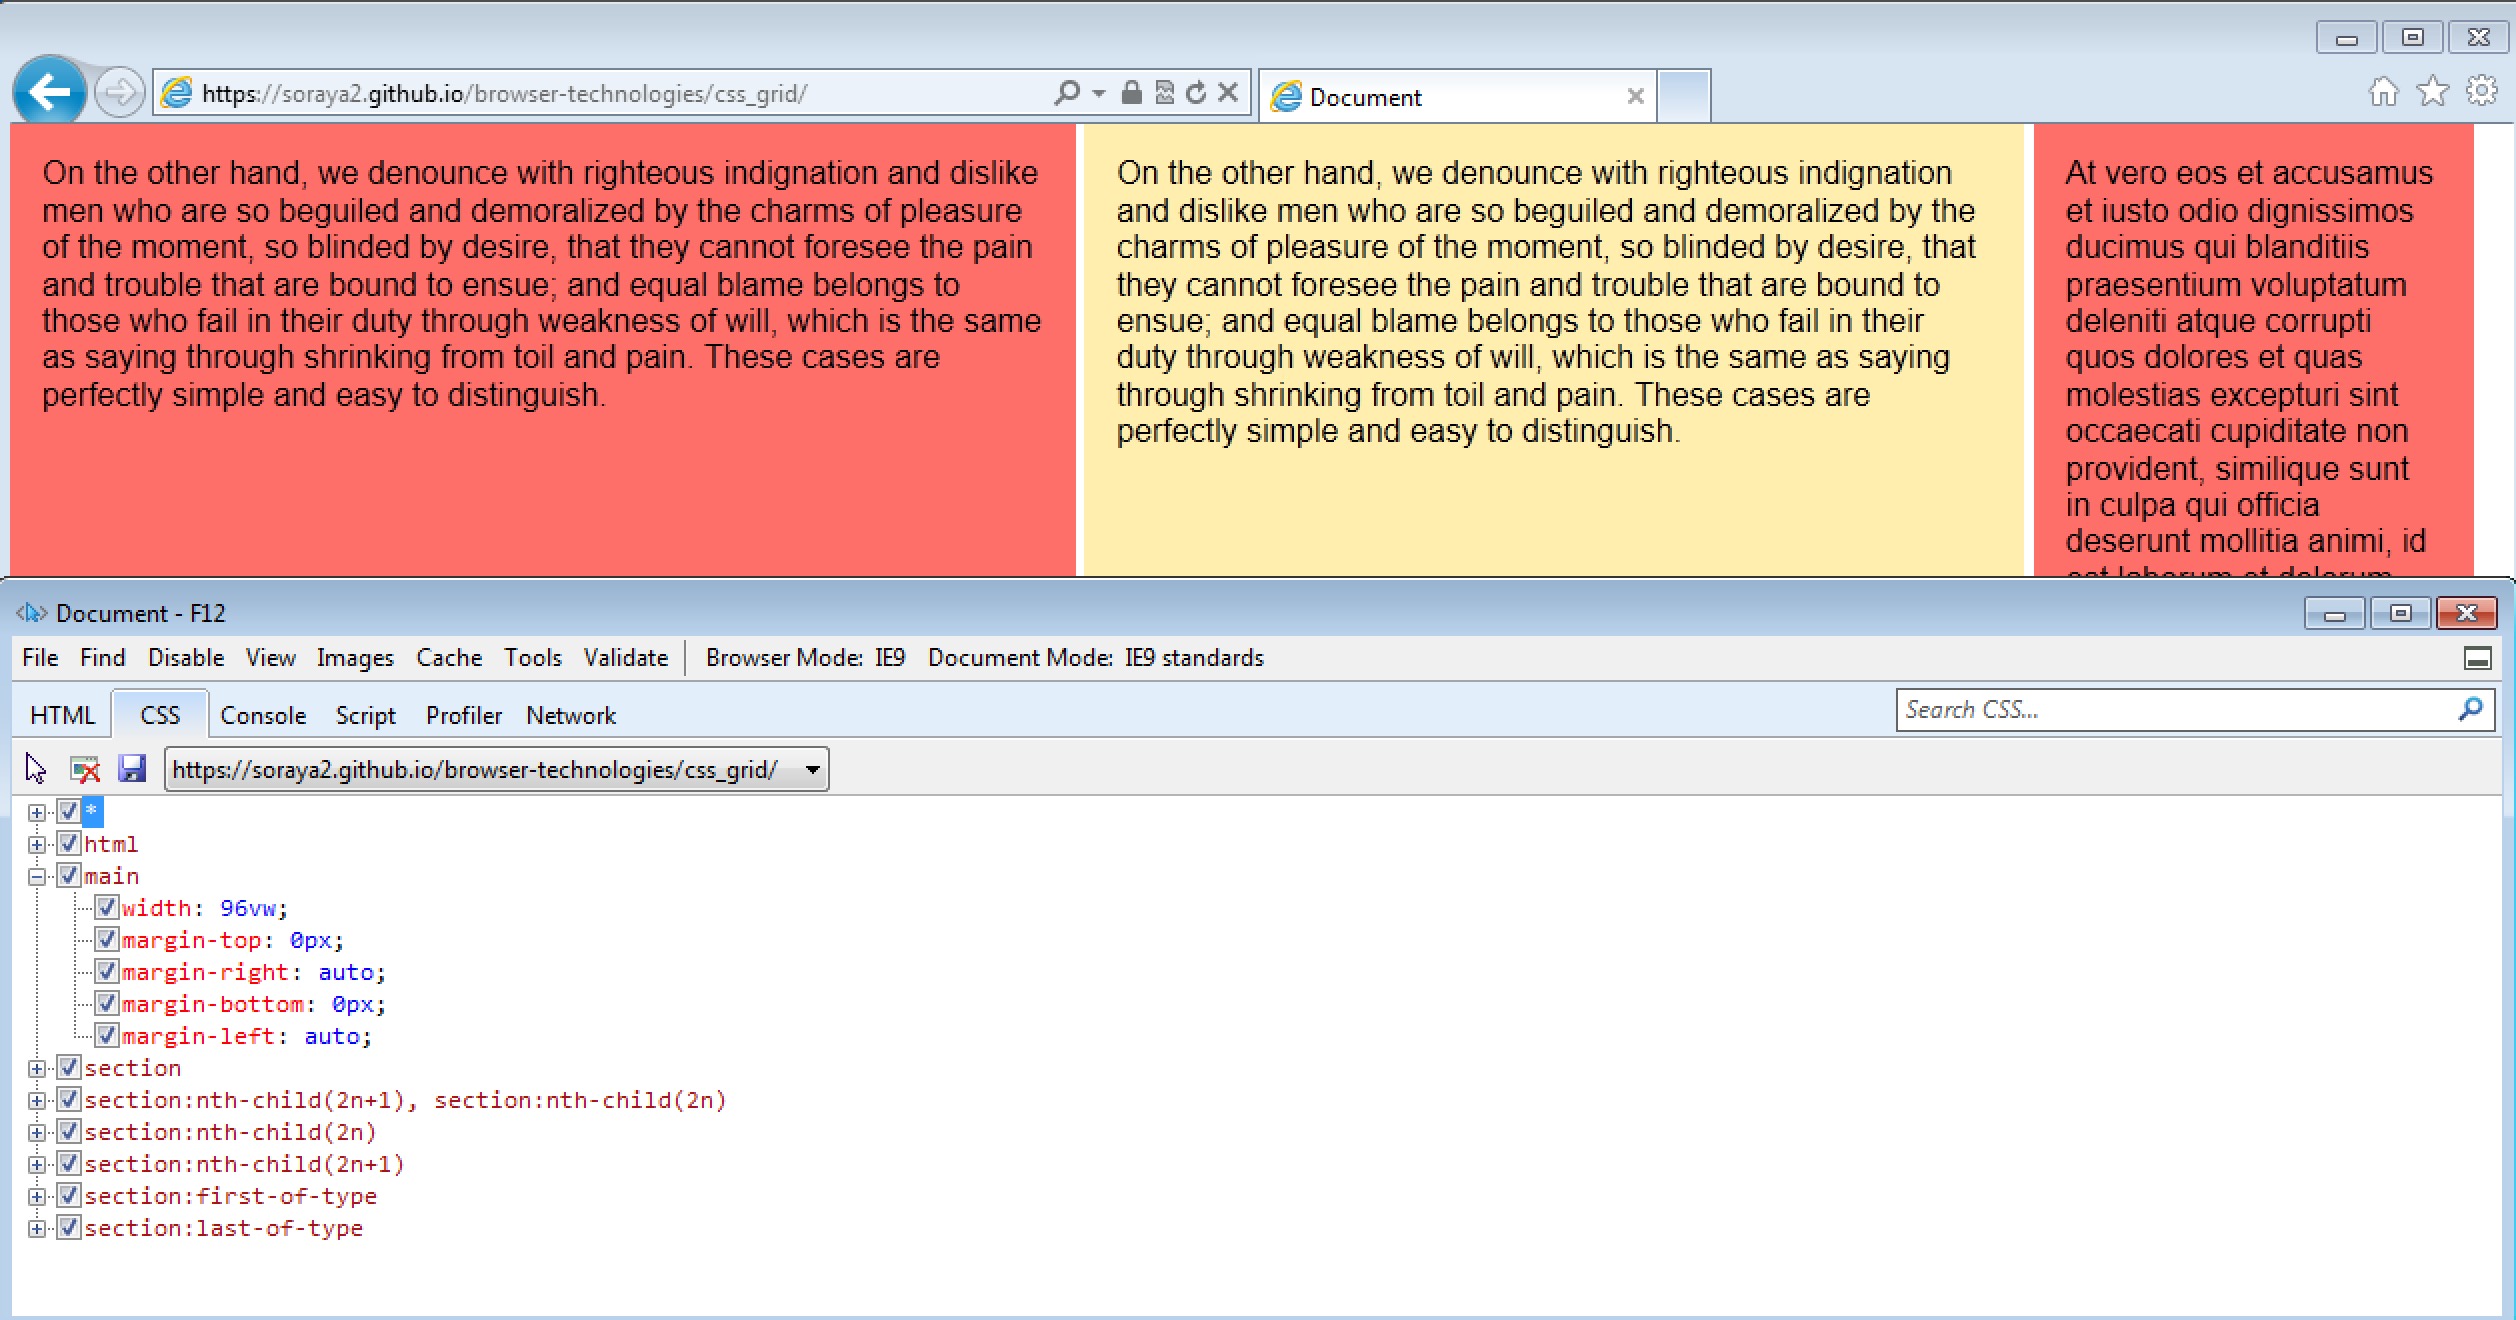 https://soraya2.github.io/browser-technologies/css_grid/
Document
On the other hand, we denounce with righteous indignation and dislike
men who are so beguiled and demoralized by the charms of pleasure
of the moment, so blinded by desire, that they cannot foresee the pain
and trouble that are bound to ensue; and equal blame belongs to
those who fail in their duty through weakness of will, which is the same
as saying through shrinking from toil and pain. These cases are
perfectly simple and easy to distinguish.
On the other hand, we denounce with righteous indignation
and dislike men who are so beguiled and demoralized by the
charms of pleasure of the moment, so blinded by desire, that
they cannot foresee the pain and trouble that are bound to
ensue; and equal blame belongs to those who fail in their
duty through weakness of will, which is the same as saying
through shrinking from toil and pain. These cases are
perfectly simple and easy to distinguish.
At vero eos et accusamus
et iusto odio dignissimos
ducimus qui blanditiis
praesentium voluptatum
deleniti atque corrupti
quos dolores et quas
molestias excepturi sint
occaecati cupiditate non
provident, similique sunt
in culpa qui officia
deserunt mollitia animi, id
est laborum et dolorum
Document - F12
File Find Disable View Images Cache Tools Validate Browser Mode: IE9 Document Mode: IE9 standards
HTML CSS Console Script Profiler Network Search CSS...
https://soraya2.github.io/browser-technologies/css_grid/
*
html
main
width: 96vw;
margin-top: 0px;
margin-right: auto;
margin-bottom: 0px;
margin-left: auto;
section
section:nth-child(2n+1), section:nth-child(2n)
section:nth-child(2n)
section:nth-child(2n+1)
section:first-of-type
section:last-of-type